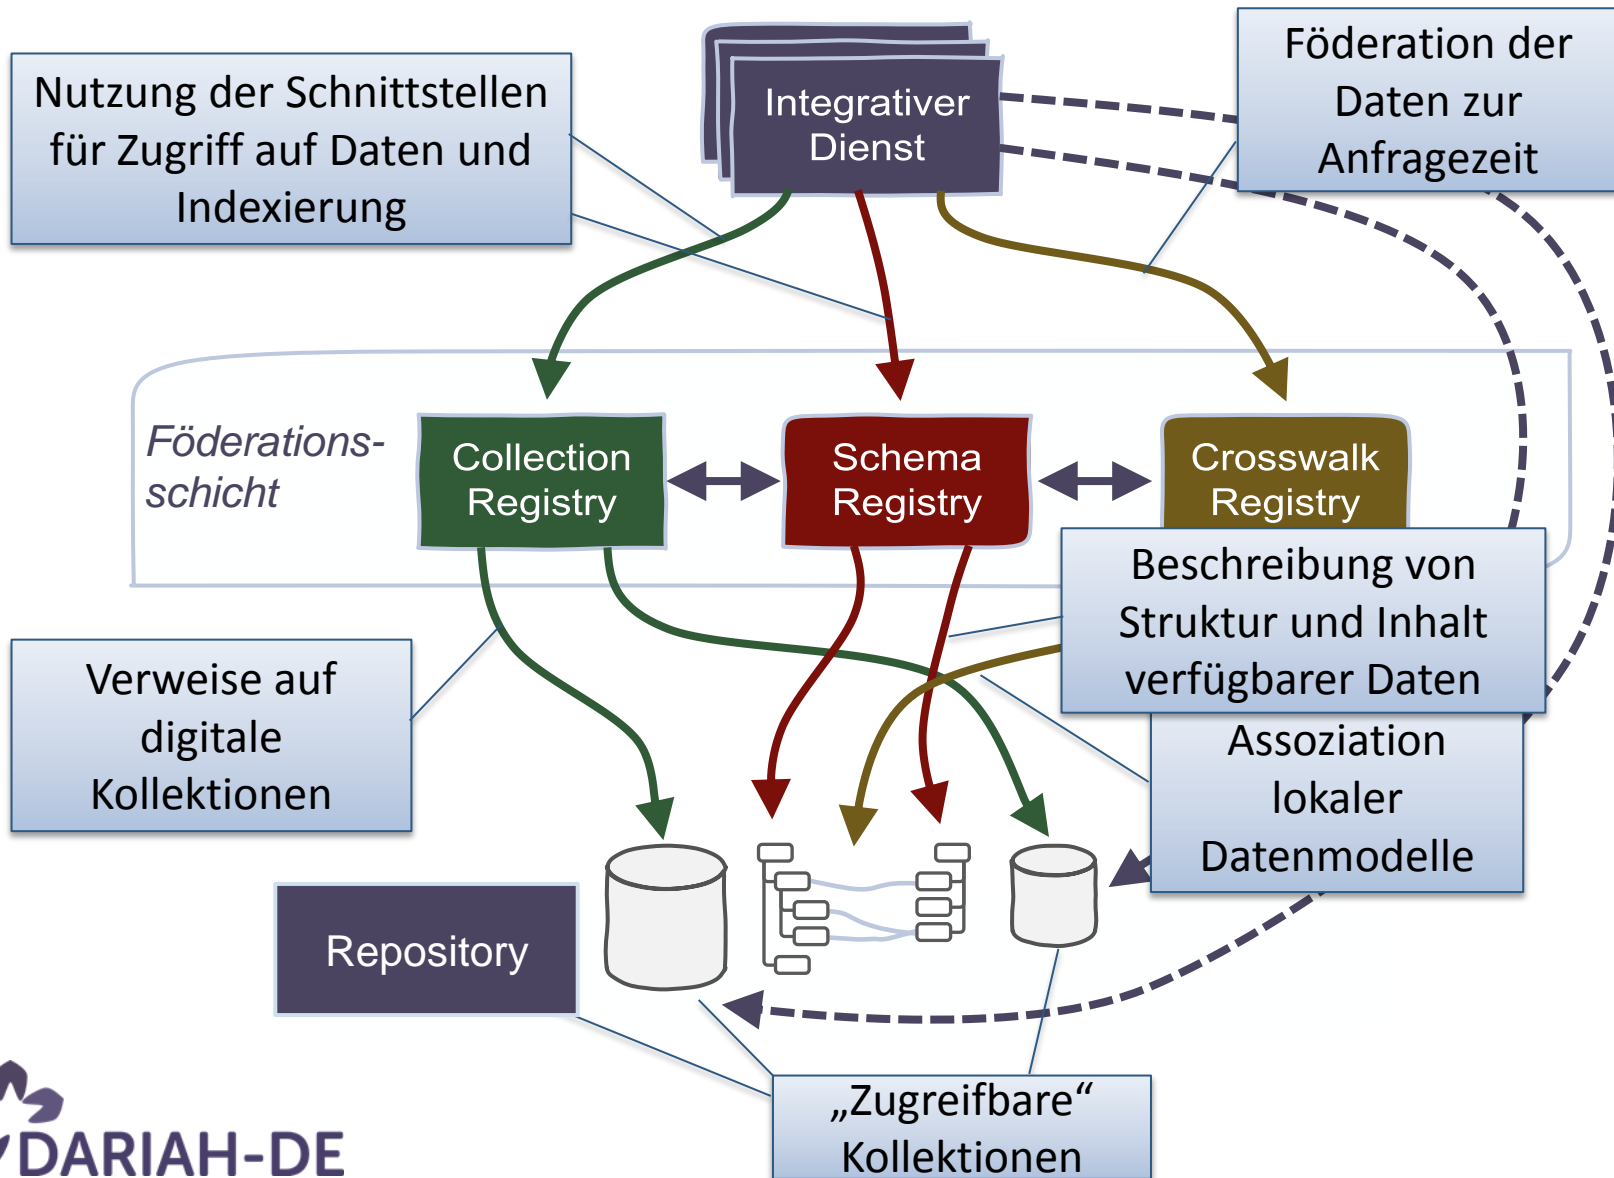 Nutzung der Schnittstellen
für Zugriff auf Daten und
Indexierung
Integrativer
Dienst
Föderation der
Daten zur
Anfragezeit
Föderations-
schicht
Collection
Registry
Schema
Registry
Crosswalk
Registry
Beschreibung von
Struktur und Inhalt
verfügbarer Daten
Verweise auf
digitale
Kollektionen
Assoziation
lokaler
Datenmodelle
Repository
„Zugreifbare“
Kollektionen
DARIAH-DE